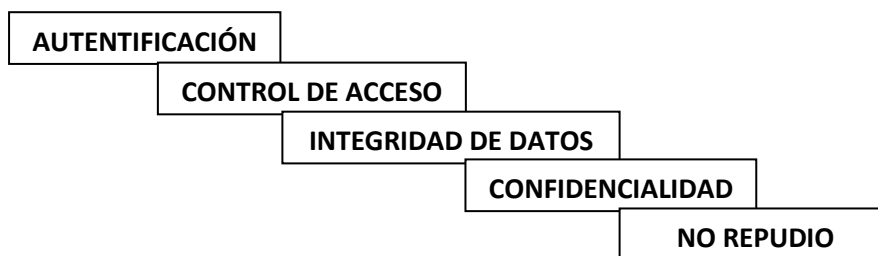 AUTENTIFICACIÓN
CONTROL DE ACCESO
INTEGRIDAD DE DATOS
CONFIDENCIALIDAD
NO REPUDIO